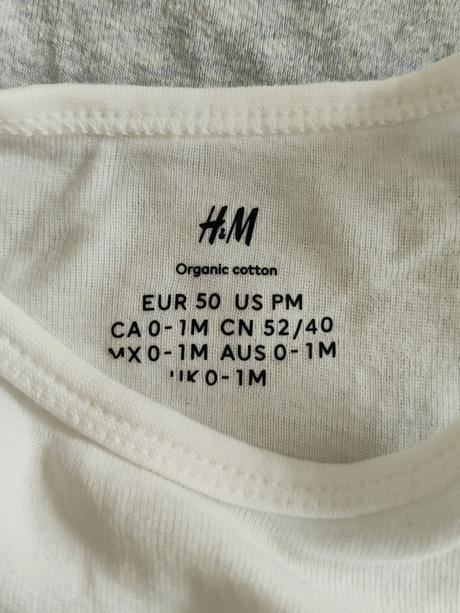 H&M
Organic cotton
EUR 50 US PM
CA 0-1M CN 52/40
MX 0-1M AUS 0-1M
UK 0-1M